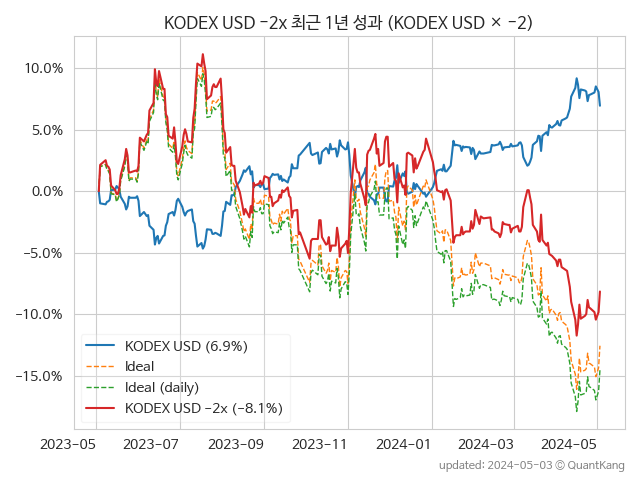 KODEX USD −2x 최근 1년 성과 (KODEX USD × −2)
10.0%
5.0%
0.0%
−5.0%
−10.0%
−15.0%
KODEX USD (6.9%)
Ideal
Ideal (daily)
KODEX USD −2x (−8.1%)
2023-05 2023-07 2023-09 2023-11 2024-01 2024-03 2024-05
updated: 2024-05-03 ⓒ QuantKang